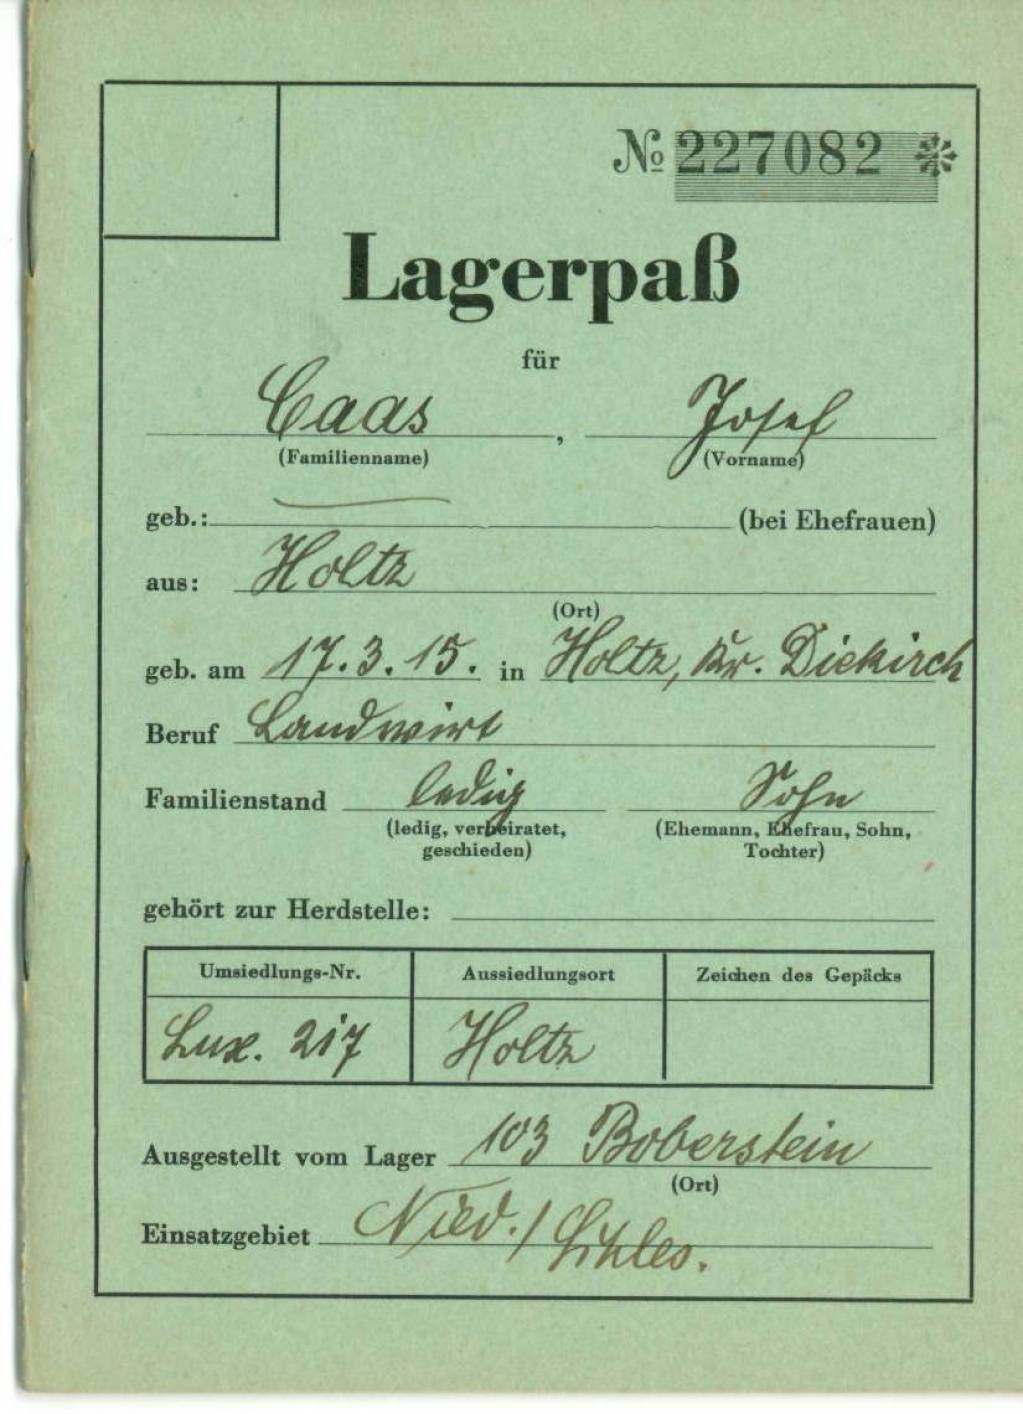 № 227082 *
Lagerpaß
für
Caas, Josef
(Familienname) (Vorname)
geb.: (bei Ehefrauen)
aus: Holtz
(Ort)
geb. am 17.3.15. in Holtz, Kr. Diekirch
Beruf Landwirt
Familienstand ledig Sohn
(ledig, verheiratet, (Ehemann, Ehefrau, Sohn,
geschieden) Tochter)
gehört zur Herdstelle:
Umsiedlungs-Nr. Aussiedlungsort Zeichen des Gepäcks
Lux. 217 Holtz
Ausgestellt vom Lager 103 Boberstein
(Ort)
Einsatzgebiet Nied./Schles.